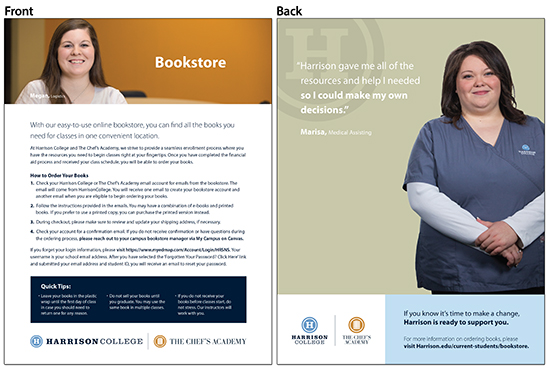 Front
Back
Bookstore
Megan, Logistics
With our easy-to-use online bookstore, you can find all the books you
need for classes in one convenient location.
At Harrison College and The Chef's Academy, we strive to provide a seamless enrollment process where you
have the resources you need to begin classes right at your fingertips. Once you have completed the financial
aid process and received your class schedule, you will be able to order your books.
How to Order Your Books
1. Check your Harrison College or The Chef's Academy email account for emails from the bookstore. The
email will come from HarrisonCollege. You will receive one email to create your bookstore account and
another email when you are eligible to begin ordering your books.
2. Follow the instructions provided in the emails. You may have a combination of e-books and printed
books. If you prefer to use a printed copy, you can purchase the printed version instead.
3. During checkout, please make sure to review and update your shipping address, if necessary.
4. Check your account for a confirmation email. If you do not receive confirmation or have questions during
the ordering process, please reach out to your campus bookstore manager via My Campus on Canvas.
If you forget your login information, please visit Your
username is your school email address. After you have selected the Forgotten Your Password? Click Here link
and submitted your email address and student ID, you will receive an email to reset your password.
Quick Tips:
• Leave your books in the plastic
wrap until the first day of class
in case you should need to
return one for any reason.
• Do not sell your books until
you graduate. You may use the
same book in multiple classes.
• If you do not receive your
books before classes start, do
not stress. Our instructors will
work with you.
H HARRISON COLLEGE
THE CHEF'S ACADEMY
"Harrison gave me all of the
resources and help I needed
so I could make my own
decisions."
Marisa, Medical Assisting
H
HARRISON
COLLEGE
THE CHEF'S
ACADEMY
If you know it's time to make a change,
Harrison is ready to support you.
For more information on ordering books, please
visit Harrison.edu/current-students/bookstore.